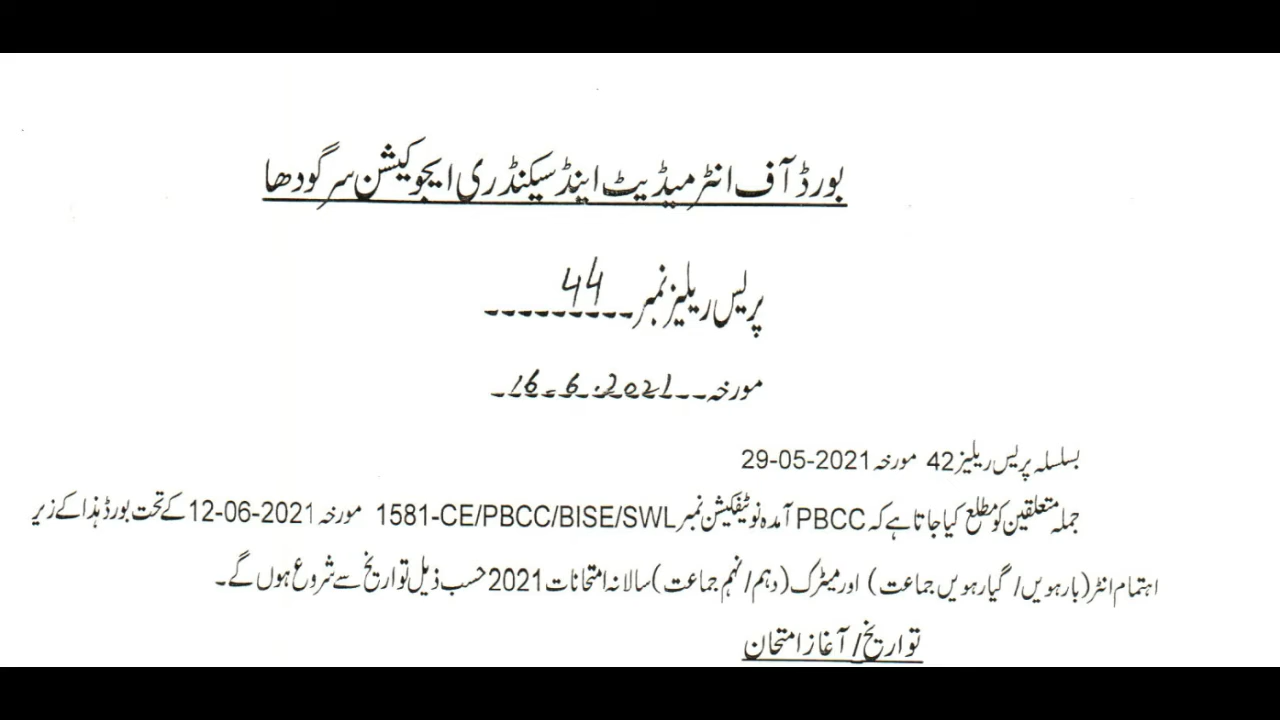 بورڈ آف انٹرمیڈیٹ اینڈ سیکنڈری ایجوکیشن سرگودھا
پریس ریلیز نمبر 44
مورخہ 16.6.2021
بسلسلہ پریس ریلیز 42 مورخہ 29-05-2021
جملہ متعلقین کو مطلع کیا جاتا ہے کہ PBCC آمدہ نوٹیفکیشن نمبر 1581-CE/PBCC/BISE/SWL مورخہ 12-06-2021 کے تحت بورڈ ہذا کے زیر
اہتمام انٹر (بارھویں/ گیارھویں جماعت) اور میٹرک (دہم/نہم جماعت) سالانہ امتحانات 2021 حسب ذیل تواریخ سے شروع ہوں گے۔
تواریخ/ آغاز امتحان